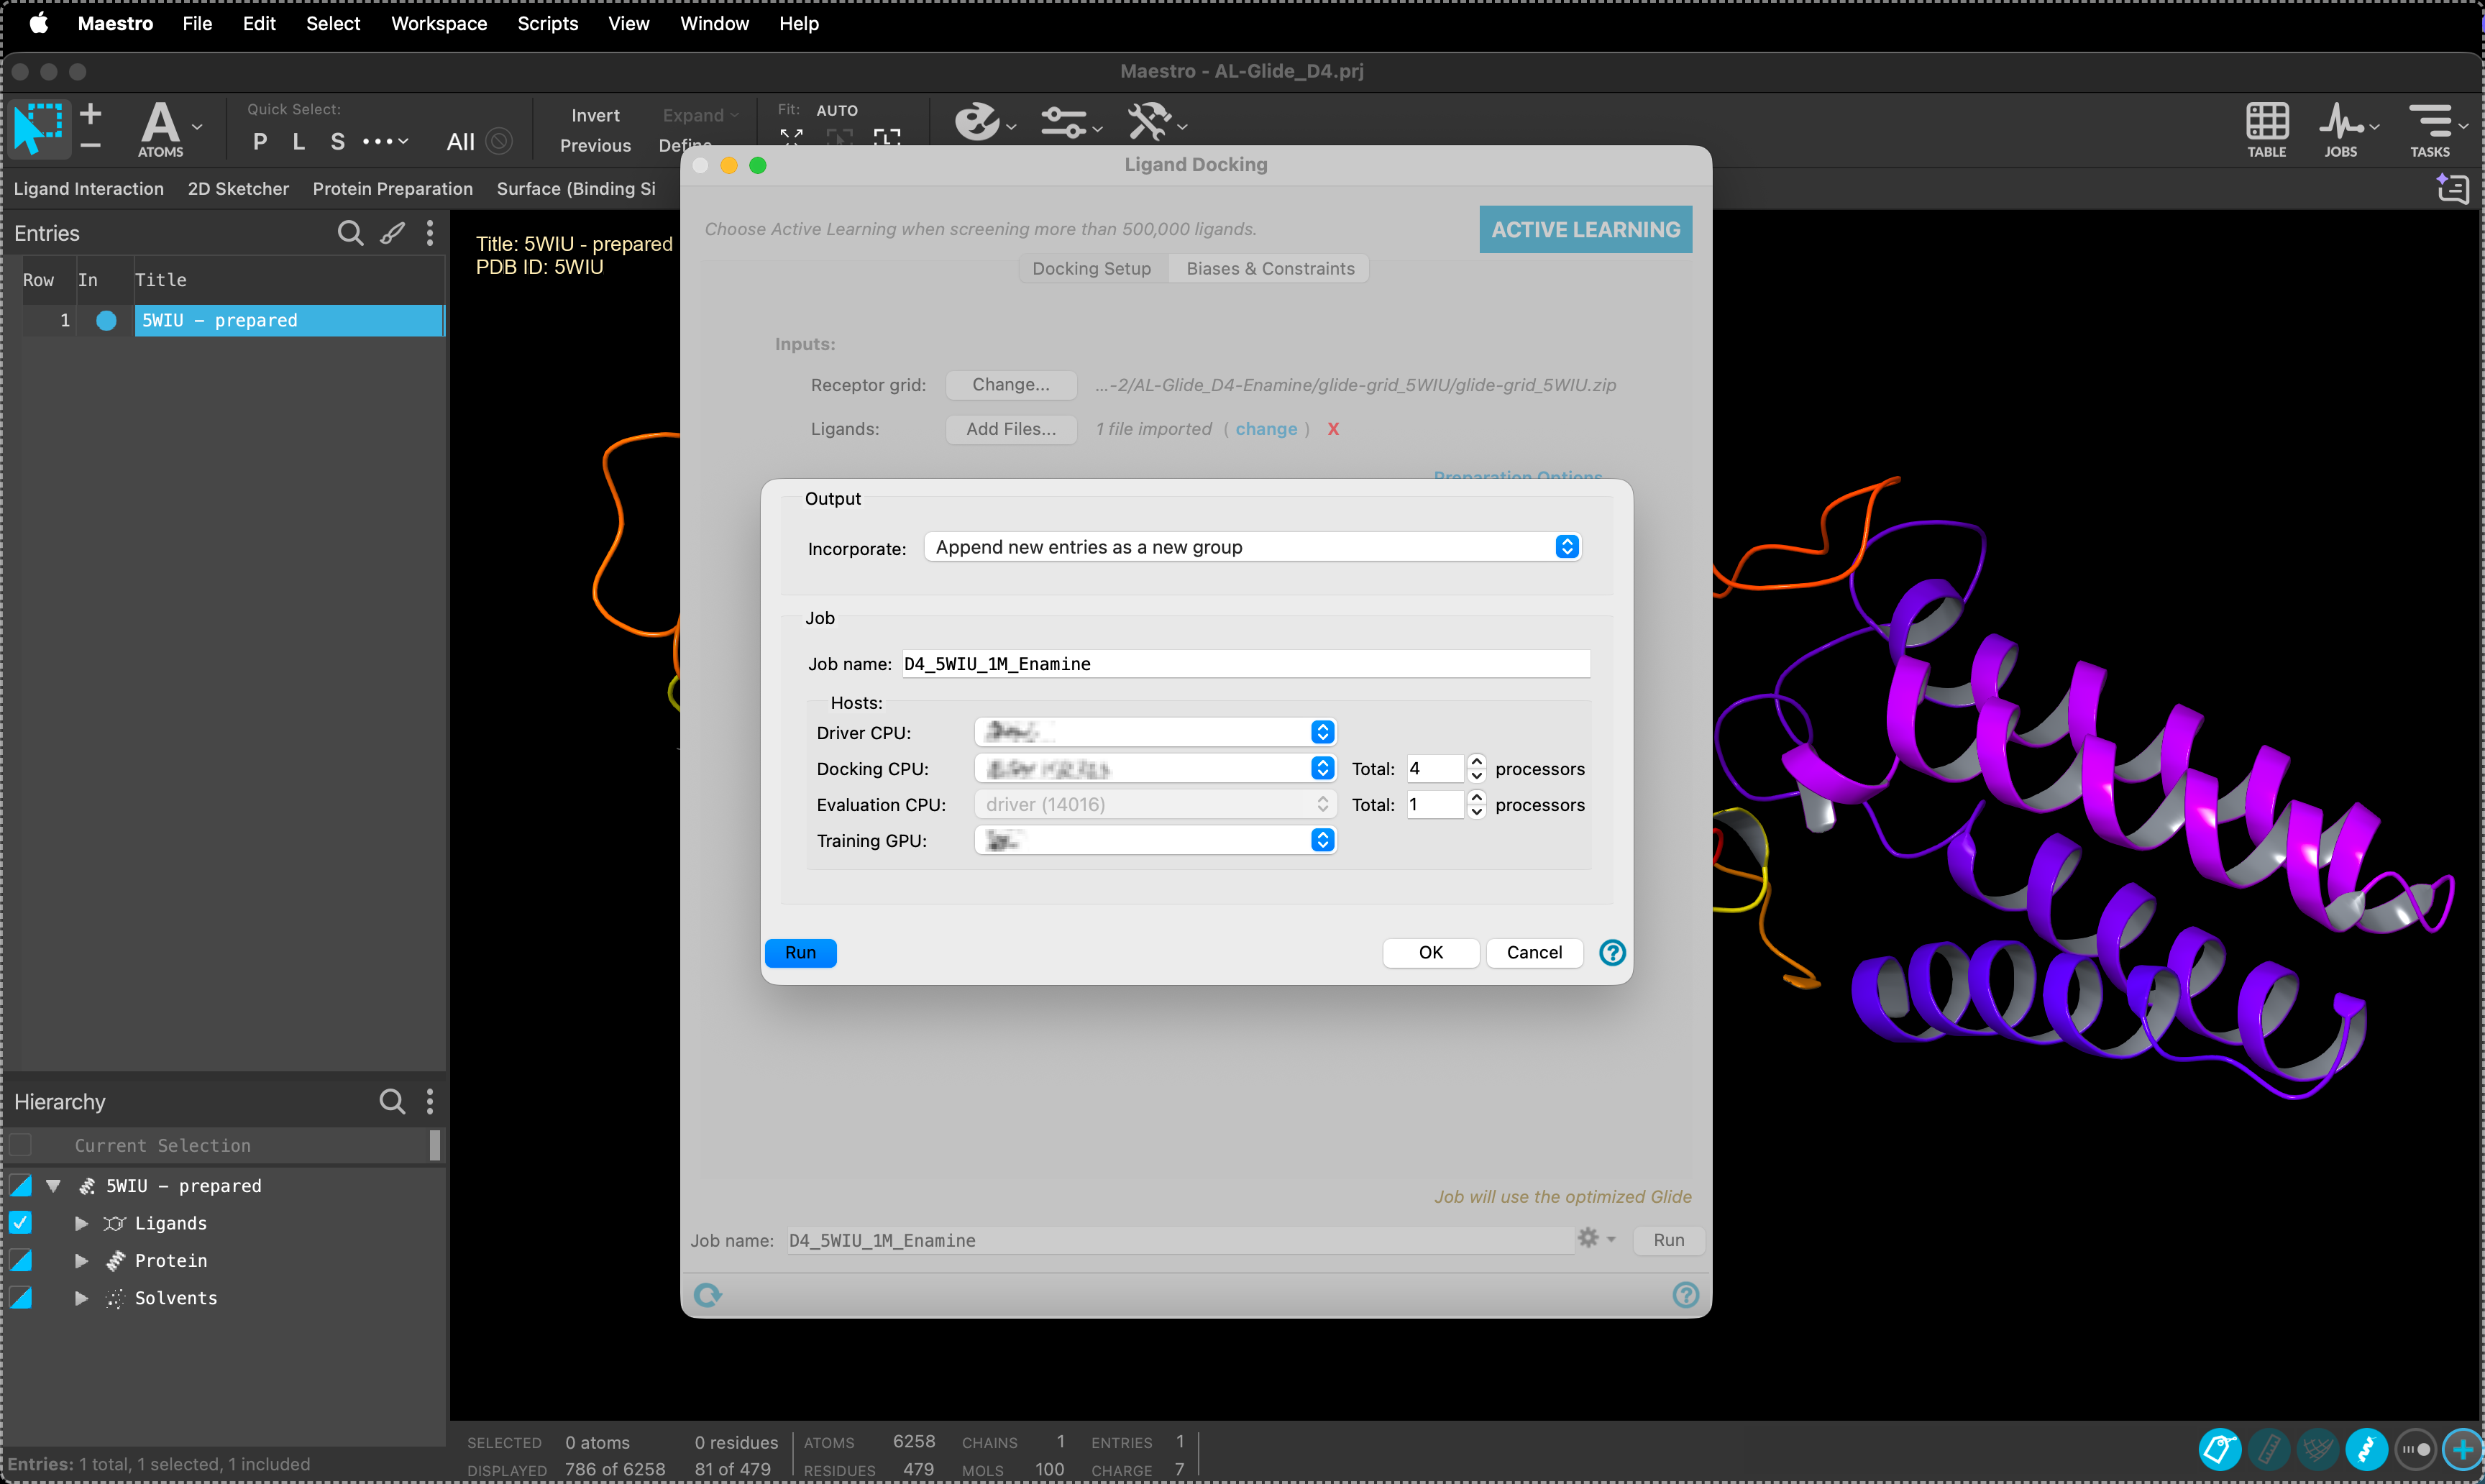 Maestro File Edit Select Workspace Scripts View Window Help
Maestro - AL-Glide_D4.prj
Quick Select:
P L S
A
ATOMS
All
Invert
Previous
Expand
Define
Fit: AUTO
TABLE
JOBS
TASKS
Ligand Interaction 2D Sketcher Protein Preparation Surface (Binding Si
Entries
Row In Title
1 5WIU - prepared
Title: 5WIU - prepared
PDB ID: 5WIU
Ligand Docking
Choose Active Learning when screening more than 500,000 ligands.
ACTIVE LEARNING
Docking Setup Biases & Constraints
Inputs:
Receptor grid: Change... ...-2/AL-Glide_D4-Enamine/glide-grid_5WIU/glide-grid_5WIU.zip
Ligands: Add Files... 1 file imported ( change ) X
Preparation Options
Output
Incorporate: Append new entries as a new group
Job
Job name: D4_5WIU_1M_Enamine
Hosts:
Driver CPU:
Docking CPU: Total: 4 processors
Evaluation CPU: driver (14016) Total: 1 processors
Training GPU:
Run OK Cancel ?
Job will use the optimized Glide
Job name: D4_5WIU_1M_Enamine Run
?
Hierarchy
Current Selection
5WIU - prepared
Ligands
Protein
Solvents
Entries: 1 total, 1 selected, 1 included
SELECTED 0 atoms 0 residues ATOMS 6258 CHAINS 1 ENTRIES 1
DISPLAYED 786 of 6258 81 of 479 RESIDUES 479 MOLS 100 CHARGE 7